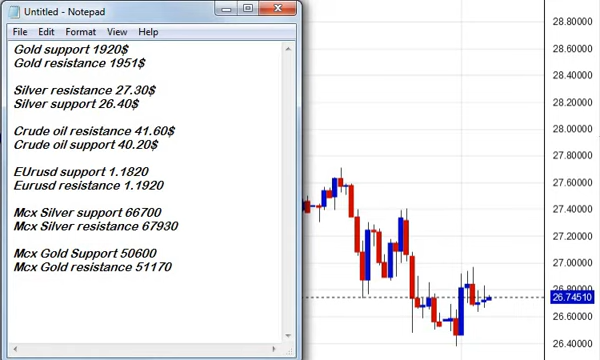 Untitled - Notepad
File Edit Format View Help
Gold support 1920$
Gold resistance 1951$
Silver resistance 27.30$
Silver support 26.40$
Crude oil resistance 41.60$
Crude oil support 40.20$
EUrusd support 1.1820
Eurusd resistance 1.1920
Mcx Silver support 66700
Mcx Silver resistance 67930
Mcx Gold Support 50600
Mcx Gold resistance 51170
28.80000
28.60000
28.40000
28.20000
28.00000
27.80000
27.60000
27.40000
27.20000
27.00000
26.80000
26.74510
26.60000
26.40000